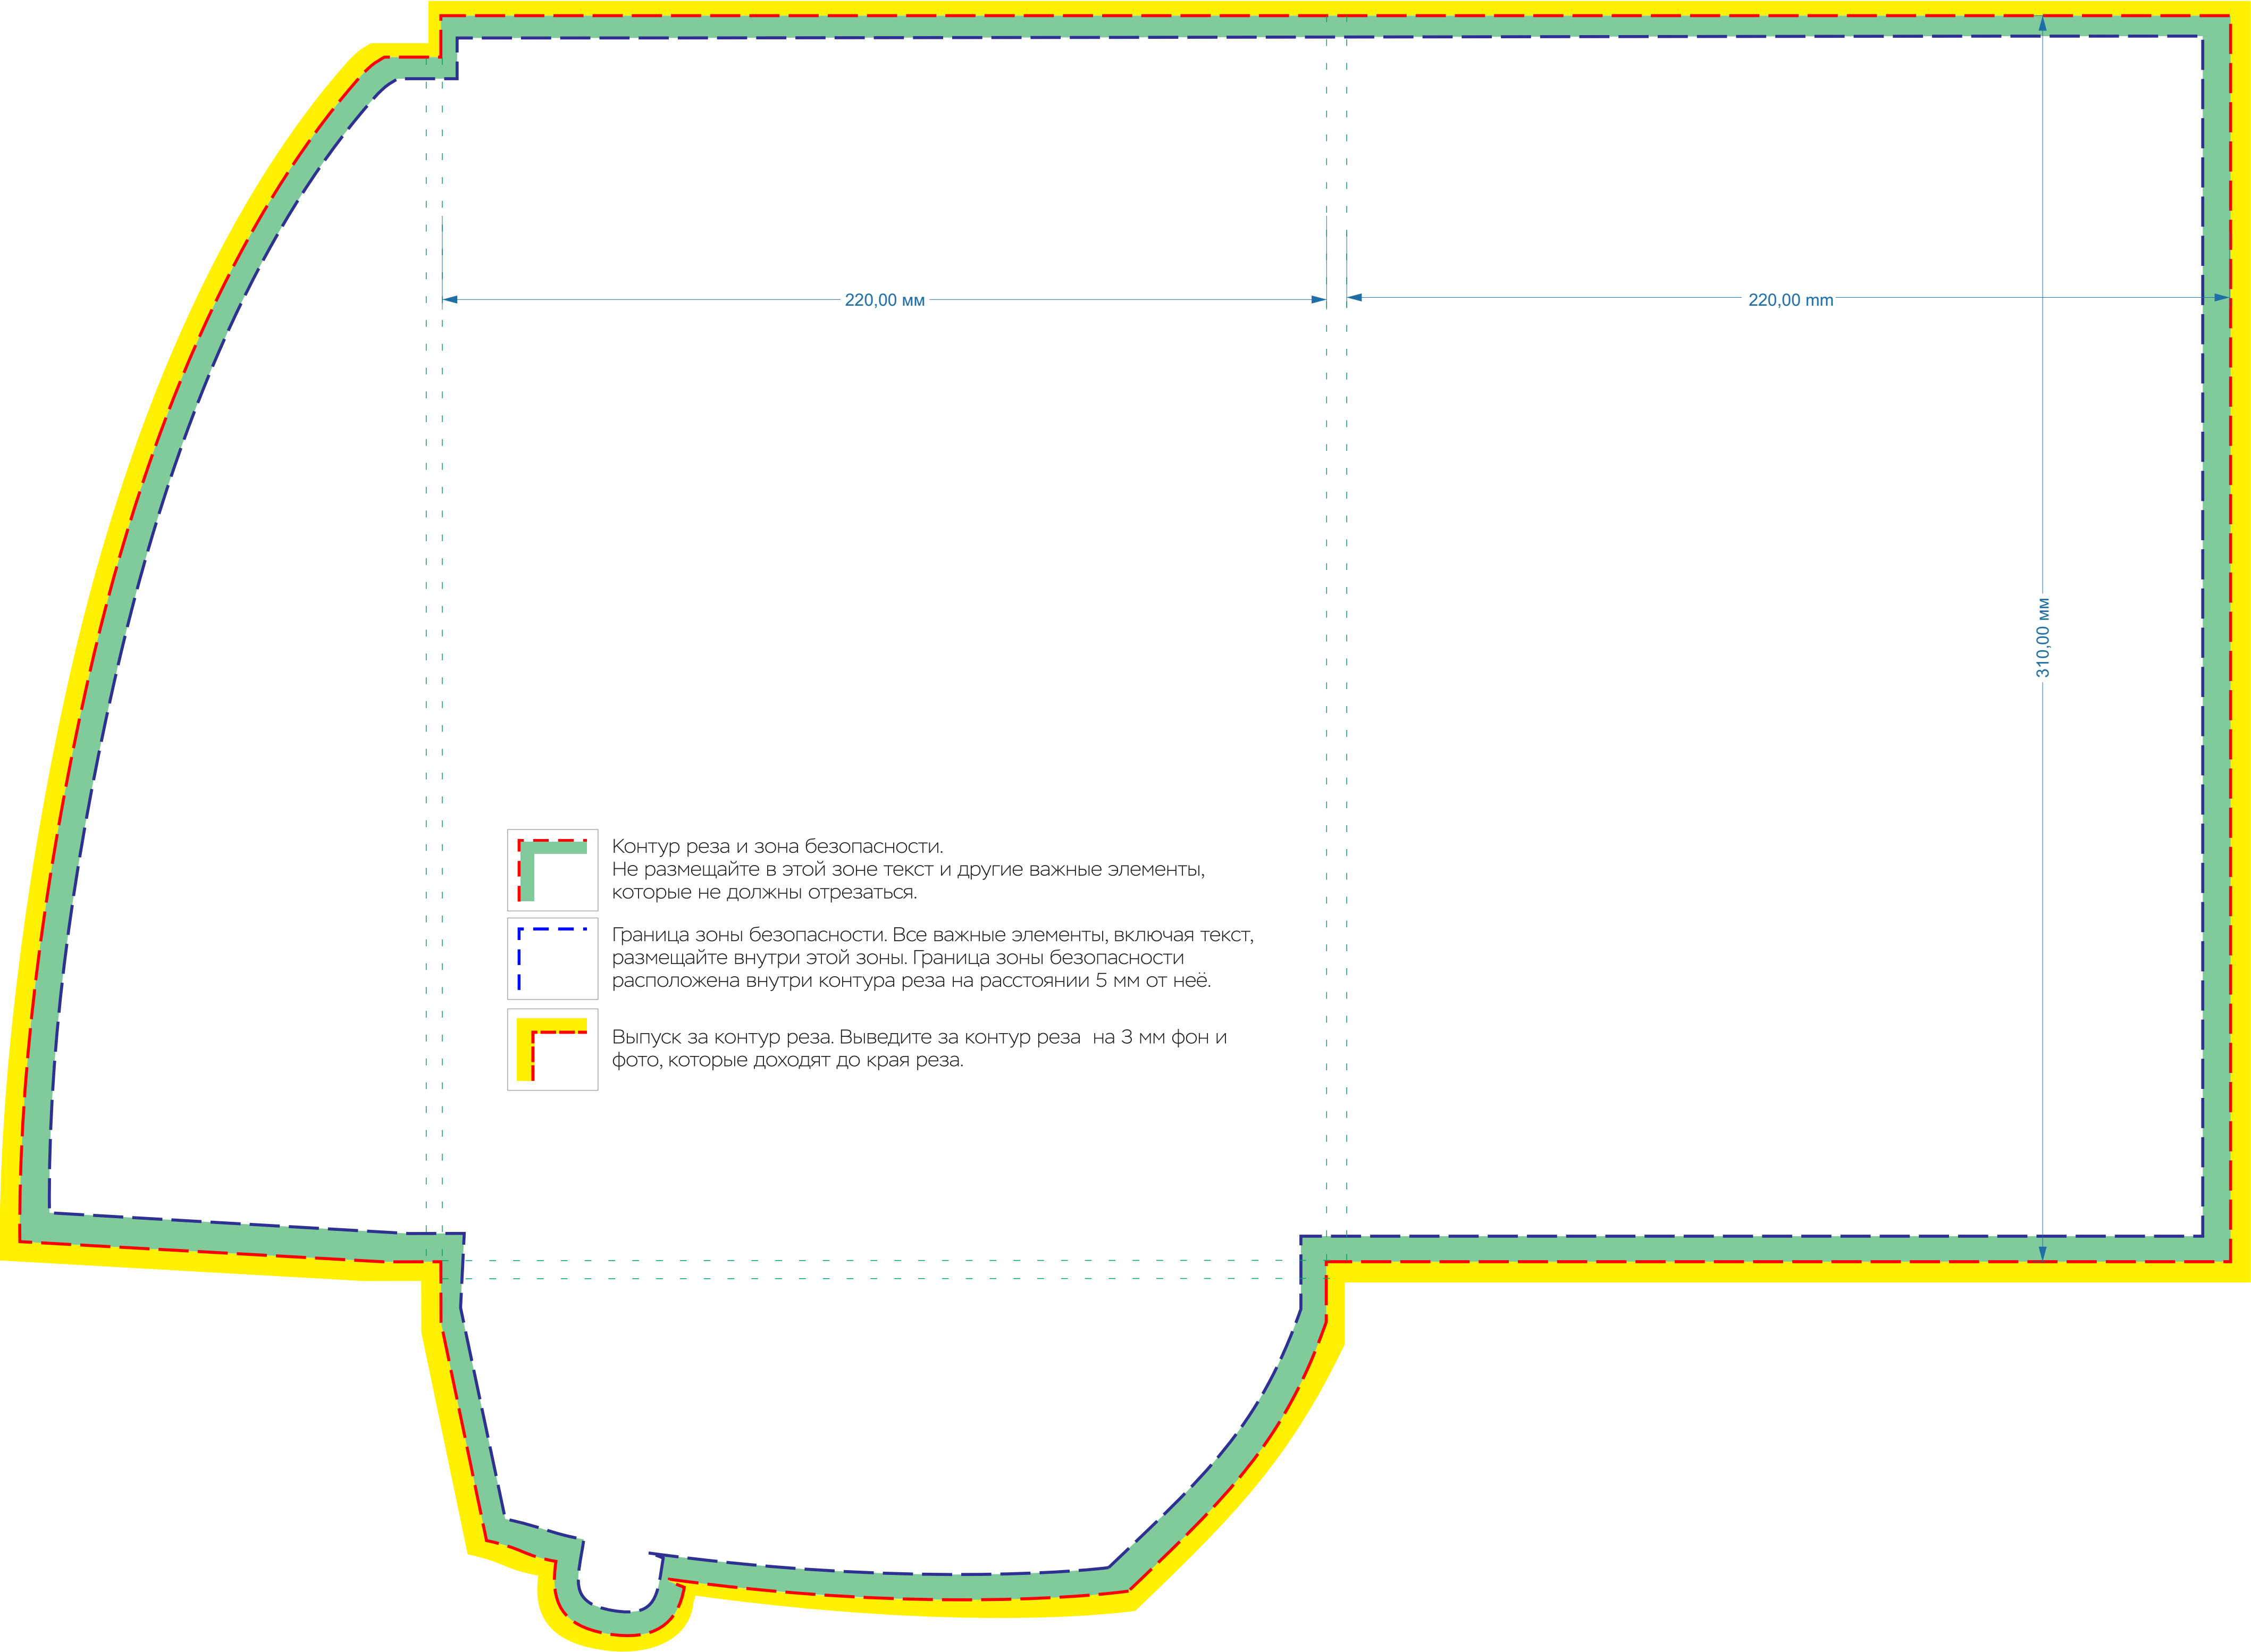 220,00 мм
220,00 mm
310,00 мм
Контур реза и зона безопасности.
Не размещайте в этой зоне текст и другие важные элементы,
которые не должны отрезаться.
Граница зоны безопасности. Все важные элементы, включая текст,
размещайте внутри этой зоны. Граница зоны безопасности
расположена внутри контура реза на расстоянии 5 мм от неё.
Выпуск за контур реза. Выведите за контур реза  на 3 мм фон и
фото, которые доходят до края реза.